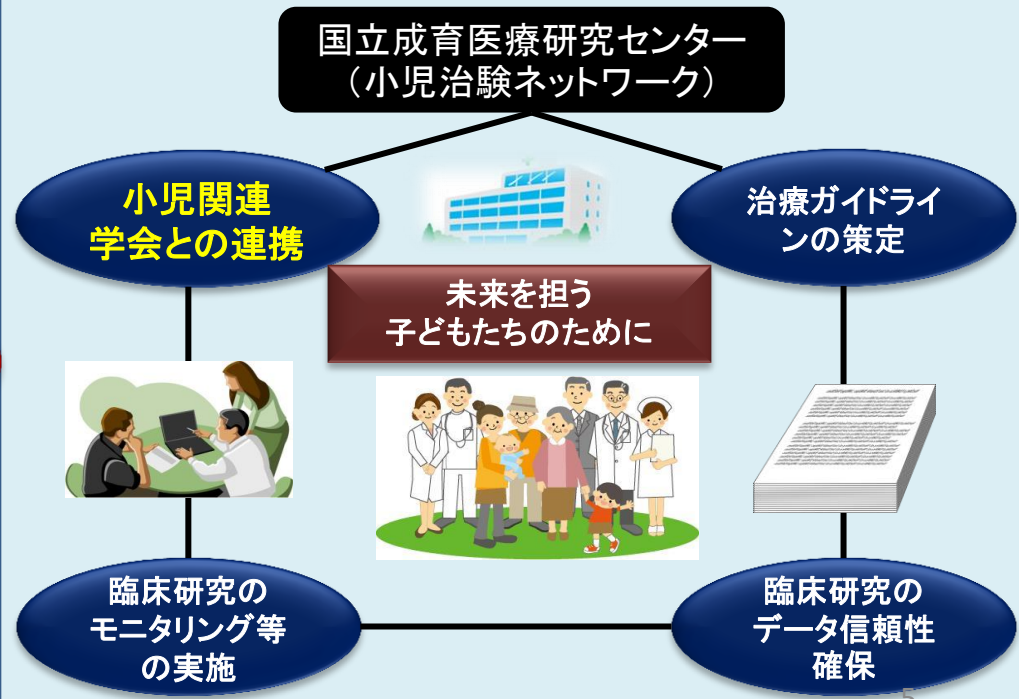 国立成育医療研究センター
（小児治験ネットワーク）
小児関連
学会との連携
治療ガイドライ
ンの策定
未来を担う
子どもたちのために
臨床研究の
モニタリング等
の実施
臨床研究の
データ信頼性
確保
5